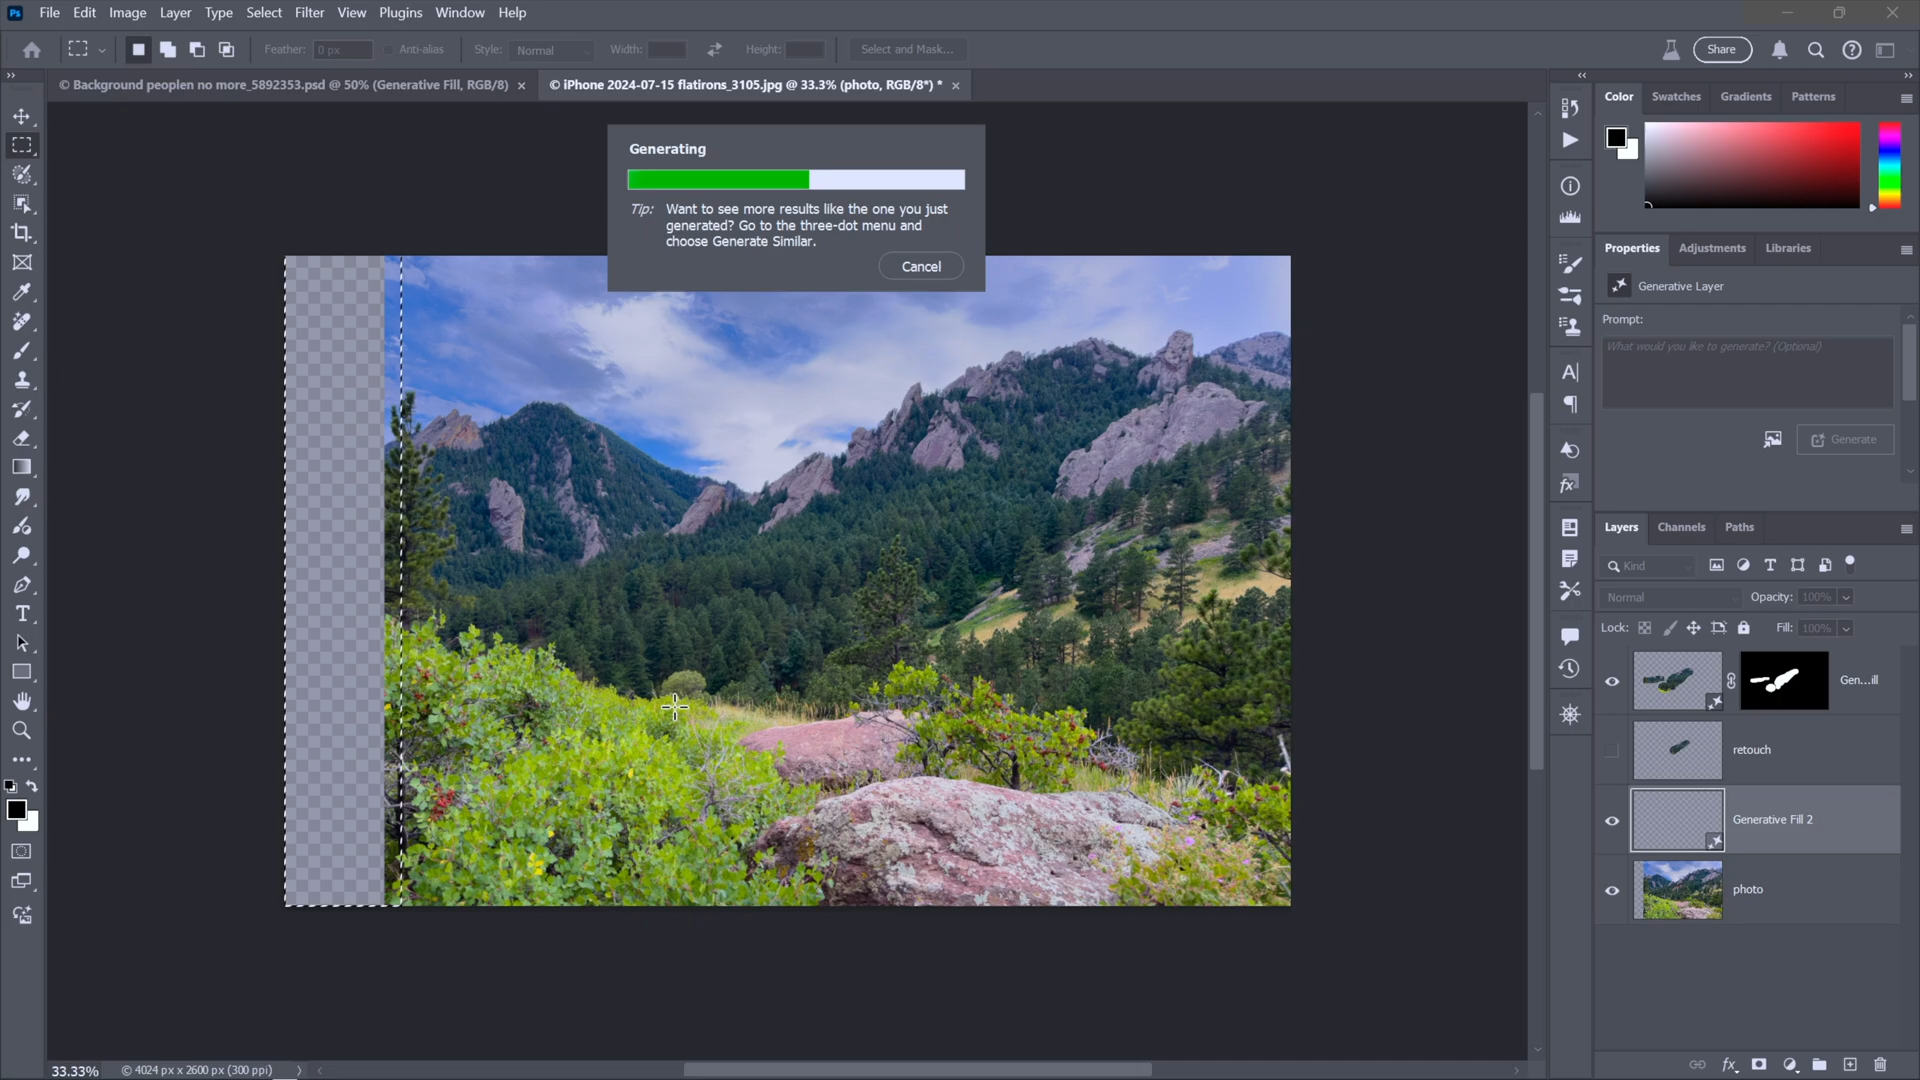 Ps File Edit Image Layer Type Select Filter View Plugins Window Help
Feather: 0 px Anti-alias Style: Normal Width: Height: Select and Mask... Share
© Background peoplen no more_5892353.psd @ 50% (Generative Fill, RGB/8) × © iPhone 2024-07-15 flatirons_3105.jpg @ 33.3% (photo, RGB/8*) * ×
Color Swatches Gradients Patterns
Generating
Tip: Want to see more results like the one you just
generated? Go to the three-dot menu and
choose Generate Similar.
Cancel
Properties Adjustments Libraries
Generative Layer
Prompt:
What would you like to generate? (Optional)
Generate
Layers Channels Paths
Kind
Normal Opacity: 100%
Lock: Fill: 100%
Gen...ill
retouch
Generative Fill 2
photo
33.33% © 4024 px x 2600 px (300 ppi)